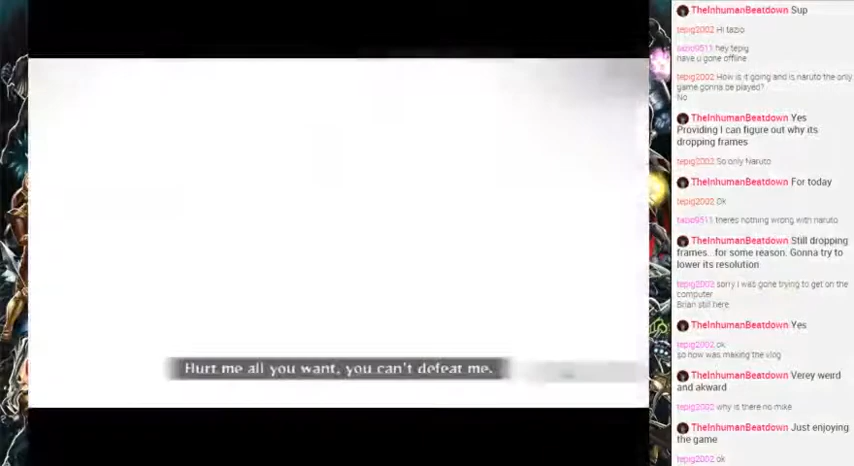 Hurt me all you want, you can't defeat me.
TheInhumanBeatdown Sup
tepig2002 Hi tazio
tazio9511 hey tepig
have u gone offline
tepig2002 How is it going and is naruto the only
game gonna be played?
No
TheInhumanBeatdown Yes
Providing I can figure out why its
dropping frames
tepig2002 So only Naruto
TheInhumanBeatdown For today
tepig2002 Ok
tazio9511 theres nothing wrong with naruto
TheInhumanBeatdown Still dropping
frames.. for some reason. Gonna try to
lower its resolution
tepig2002 sorry I was gone trying to get on the
computer
Brian still here
TheInhumanBeatdown Yes
tepig2002 ok
so how was making the vlog
TheInhumanBeatdown Verey weird
and akward
tepig2002 why is there no mike
TheInhumanBeatdown Just enjoying
the game
tepig2002 ok